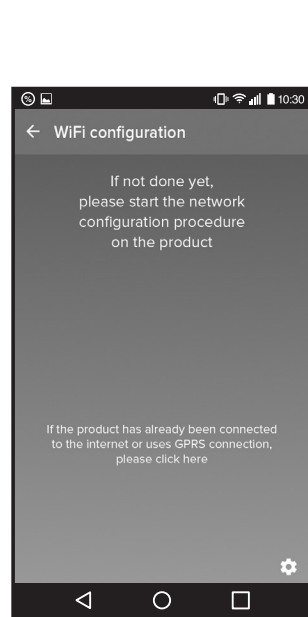 10:30
WiFi configuration
If not done yet,
please start the network
configuration procedure
on the product
If the product has already been connected
to the internet or uses GPRS connection,
please click here